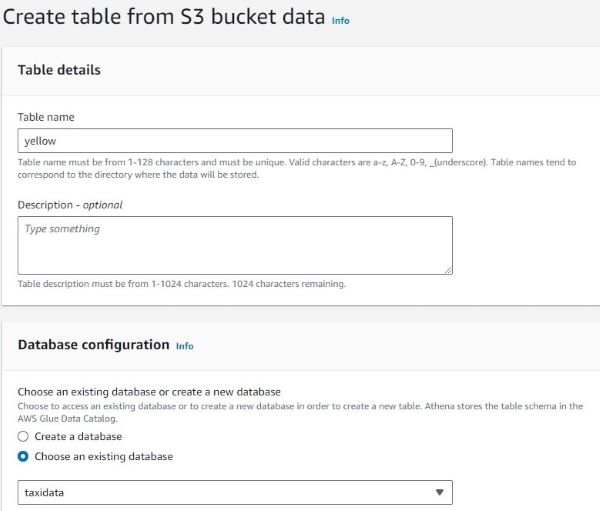 Create table from S3 bucket data Info
Table details
Table name
yellow
Table name must be from 1-128 characters and must be unique. Valid characters are a-z, A-Z, 0-9, _(underscore). Table names tend to
correspond to the directory where the data will be stored.
Description - optional
Type something
Table description must be from 1-1024 characters. 1024 characters remaining.
Database configuration Info
Choose an existing database or create a new database
Choose to access an existing database or to create a new database in order to create a new table. Athena stores the table schema in the
AWS Glue Data Catalog.
Create a database
Choose an existing database
taxidata